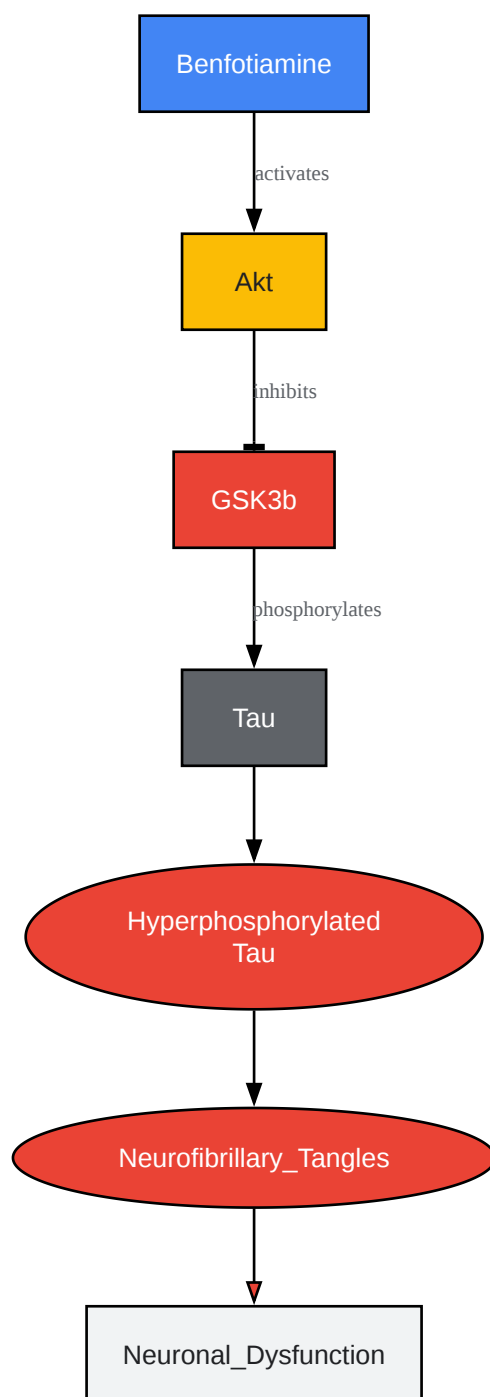 Benfotiamine
activates
Akt
inhibits
GSK3b
phosphorylates
Tau
Hyperphosphorylated
Tau
Neurofibrillary_Tangles
Neuronal_Dysfunction